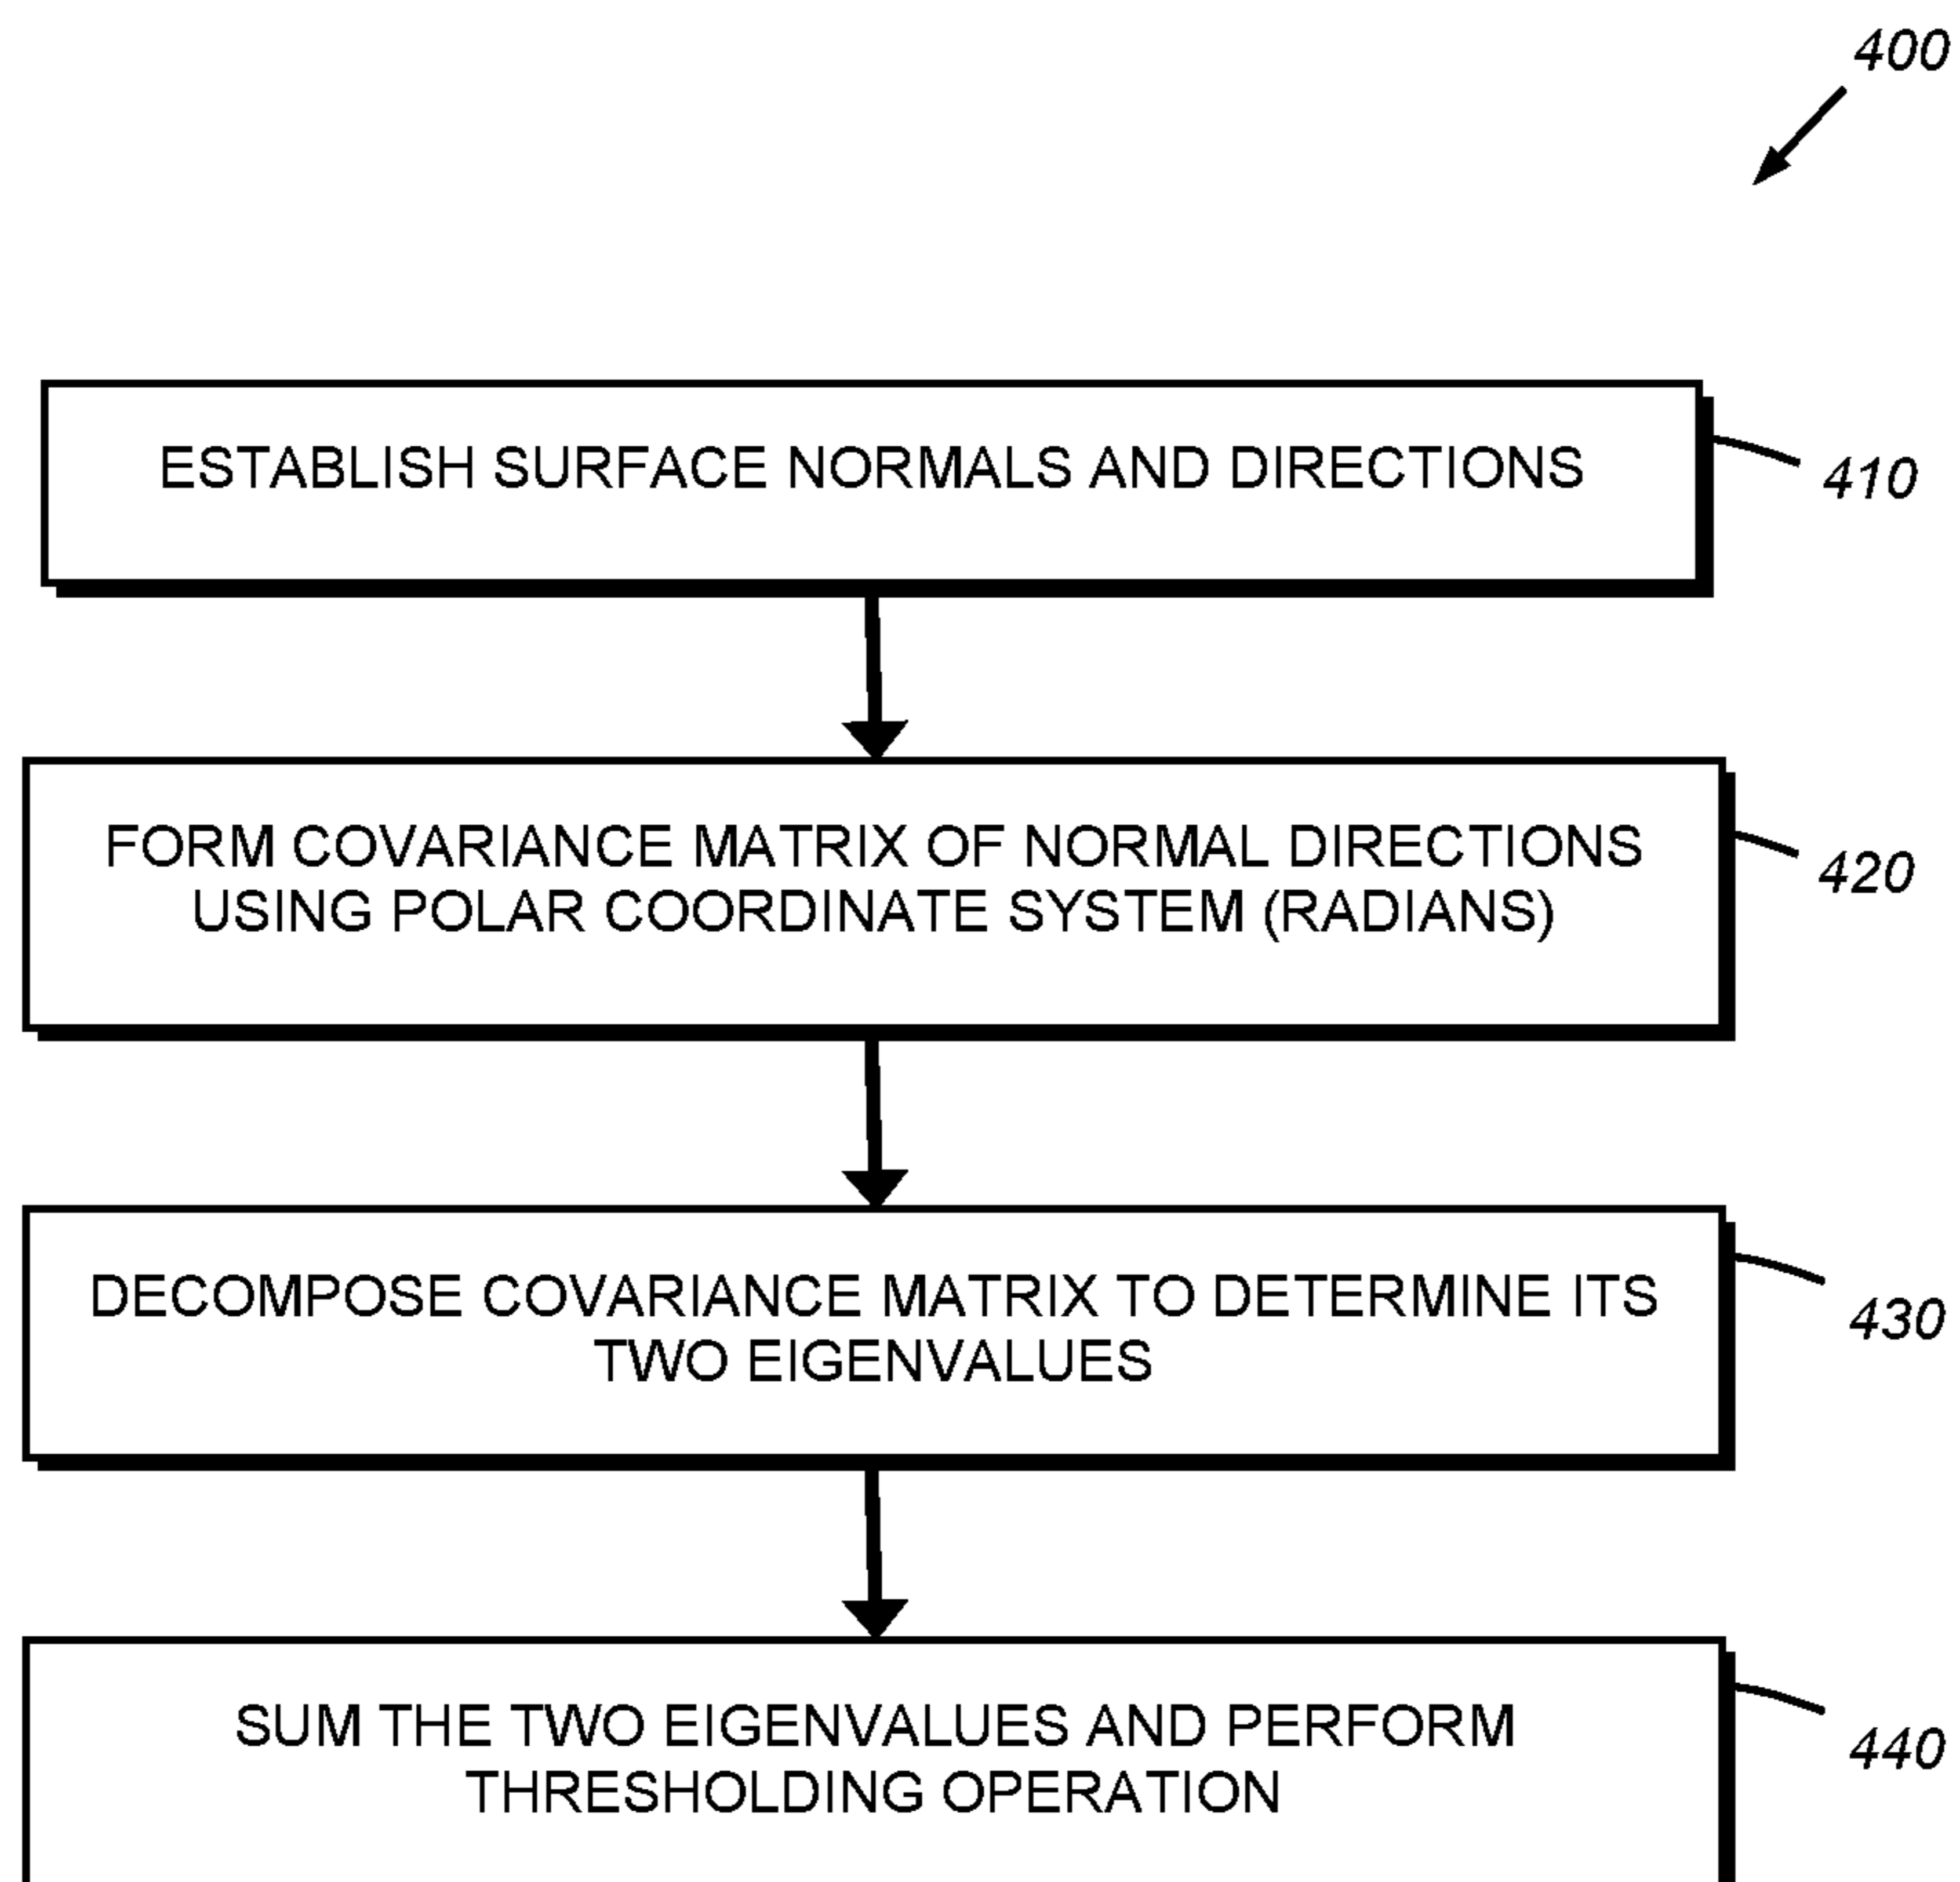 400
ESTABLISH SURFACE NORMALS AND DIRECTIONS
410
FORM COVARIANCE MATRIX OF NORMAL DIRECTIONS
USING POLAR COORDINATE SYSTEM (RADIANS)
420
DECOMPOSE COVARIANCE MATRIX TO DETERMINE ITS
TWO EIGENVALUES
430
SUM THE TWO EIGENVALUES AND PERFORM
THRESHOLDING OPERATION
440